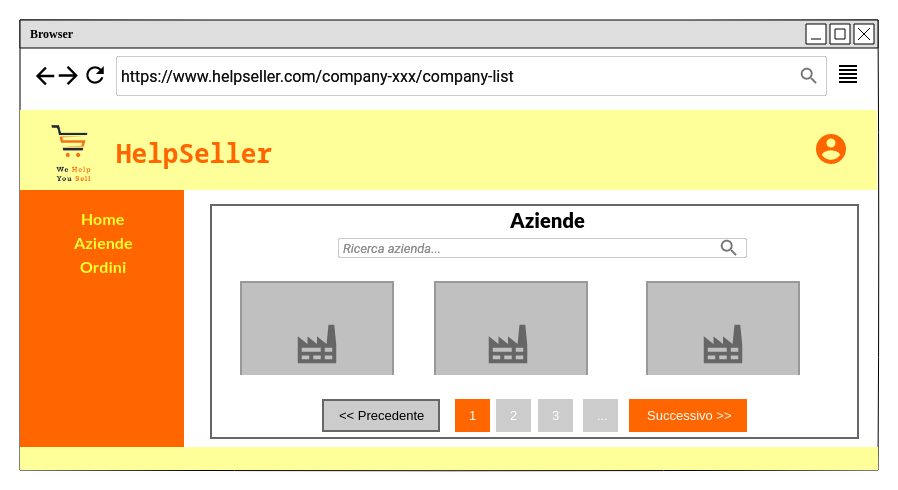 Browser
https://www.helpseller.com/company-xxx/company-list
We Help
You Sell
HelpSeller
Home
Aziende
Ordini
Aziende
Ricerca azienda...
<< Precedente 1 2 3 ... Successivo >>